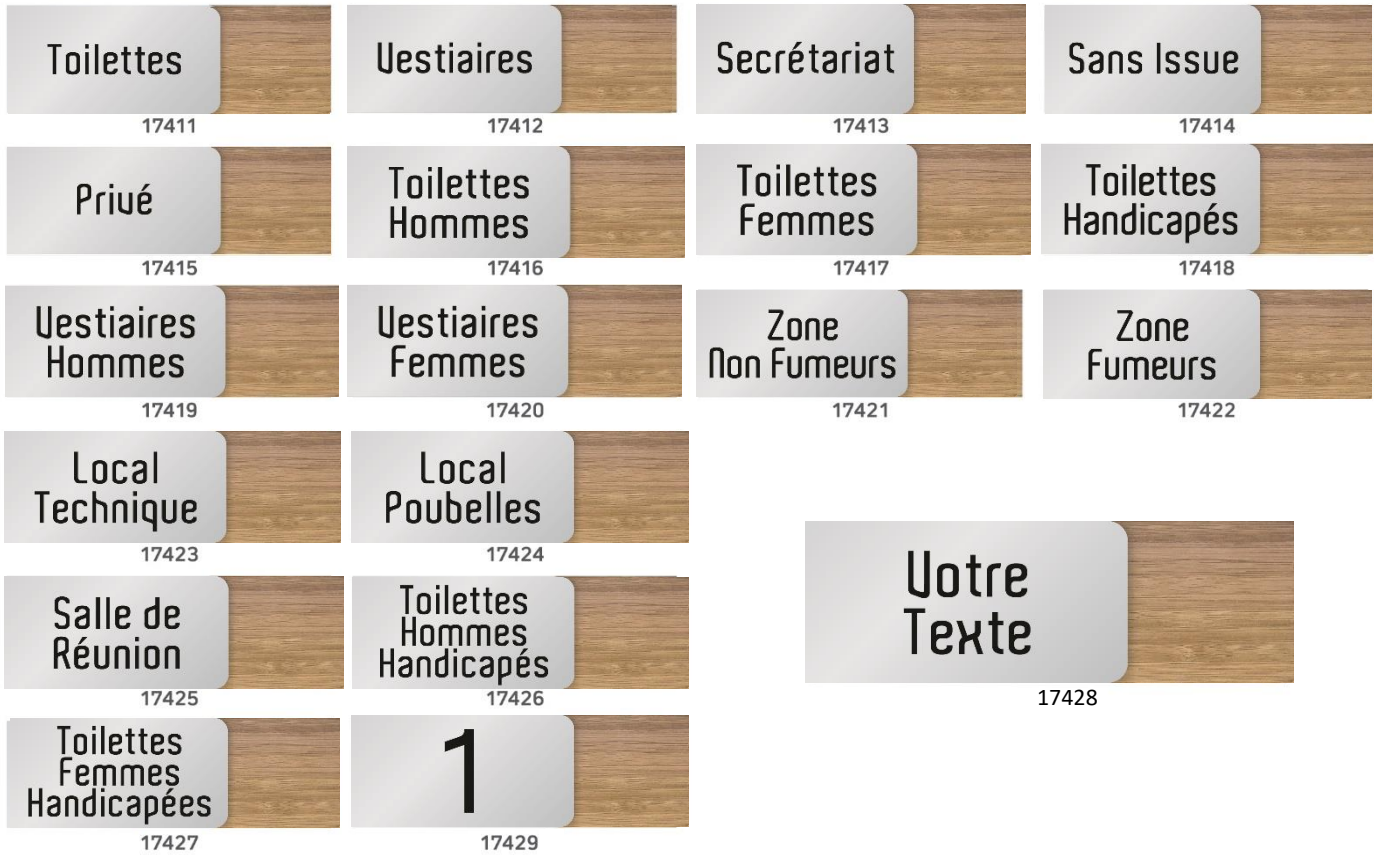 Toilettes
17411
Vestiaires
17412
Secrétariat
17413
Sans Issue
17414
Privé
17415
Toilettes
Hommes
17416
Toilettes
Femmes
17417
Toilettes
Handicapés
17418
Vestiaires
Hommes
17419
Vestiaires
Femmes
17420
Zone
Non Fumeurs
17421
Zone
Fumeurs
17422
Local
Technique
17423
Local
Poubelles
17424
Votre
Texte
17428
Salle de
Réunion
17425
Toilettes
Hommes
Handicapés
17426
Toilettes
Femmes
Handicapées
17427
1
17429